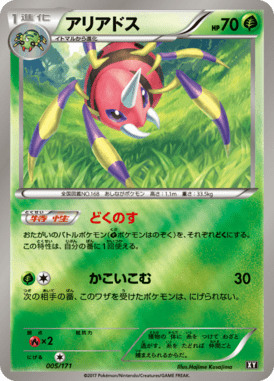 1進化 アリアドス HP70
イトマルから進化
全国図鑑NO.168 あしながポケモン 高さ:1.1m 重さ:33.5kg
とくせい
特性 どくのす
おたがいのバトルポケモン(ポケモンはのぞく)を、それぞれどくにする。
この特性は、自分の番に1回使える。
かこいこむ 30
次の相手の番、このワザを受けたポケモンは、にげられない。
×2
にげる
005/171
Illus.Hajime Kusajima
XY
©2017 Pokémon/Nintendo/Creatures/GAME FREAK.